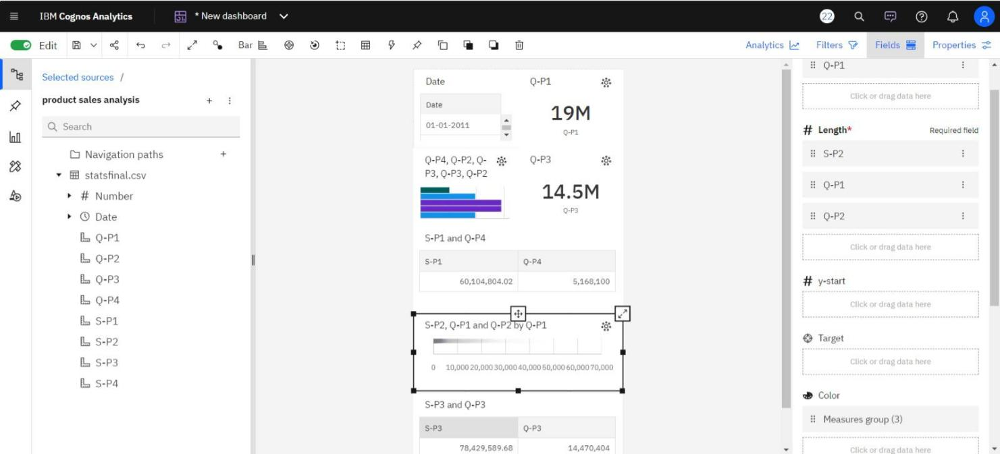 IBM Cognos Analytics
* New dashboard
22
Edit
Bar
Analytics
Filters
Fields
Properties
Selected sources /
product sales analysis
Search
Navigation paths
statsfinal.csv
# Number
Date
Q-P1
Q-P2
Q-P3
Q-P4
S-P1
S-P2
S-P3
S-P4
Date
Date
01-01-2011
Q-P1
19M
Q-P1
Q-P4, Q-P2, Q-
P3, Q-P3, Q-P2
Q-P3
14.5M
Q-P3
S-P1 and Q-P4
S-P1 Q-P4
60,104,804.02 5,168,100
S-P2, Q-P1 and Q-P2 by Q-P1
0 10,000 20,000 30,000 40,000 50,000 60,000 70,000
S-P3 and Q-P3
S-P3 Q-P3
78,429,589.68 14,470,404
Q-P1
Click or drag data here
# Length* Required field
S-P2
Q-P1
Q-P2
Click or drag data here
# y-start
Click or drag data here
Target
Click or drag data here
Color
Measures group (3)
Click or drag data here